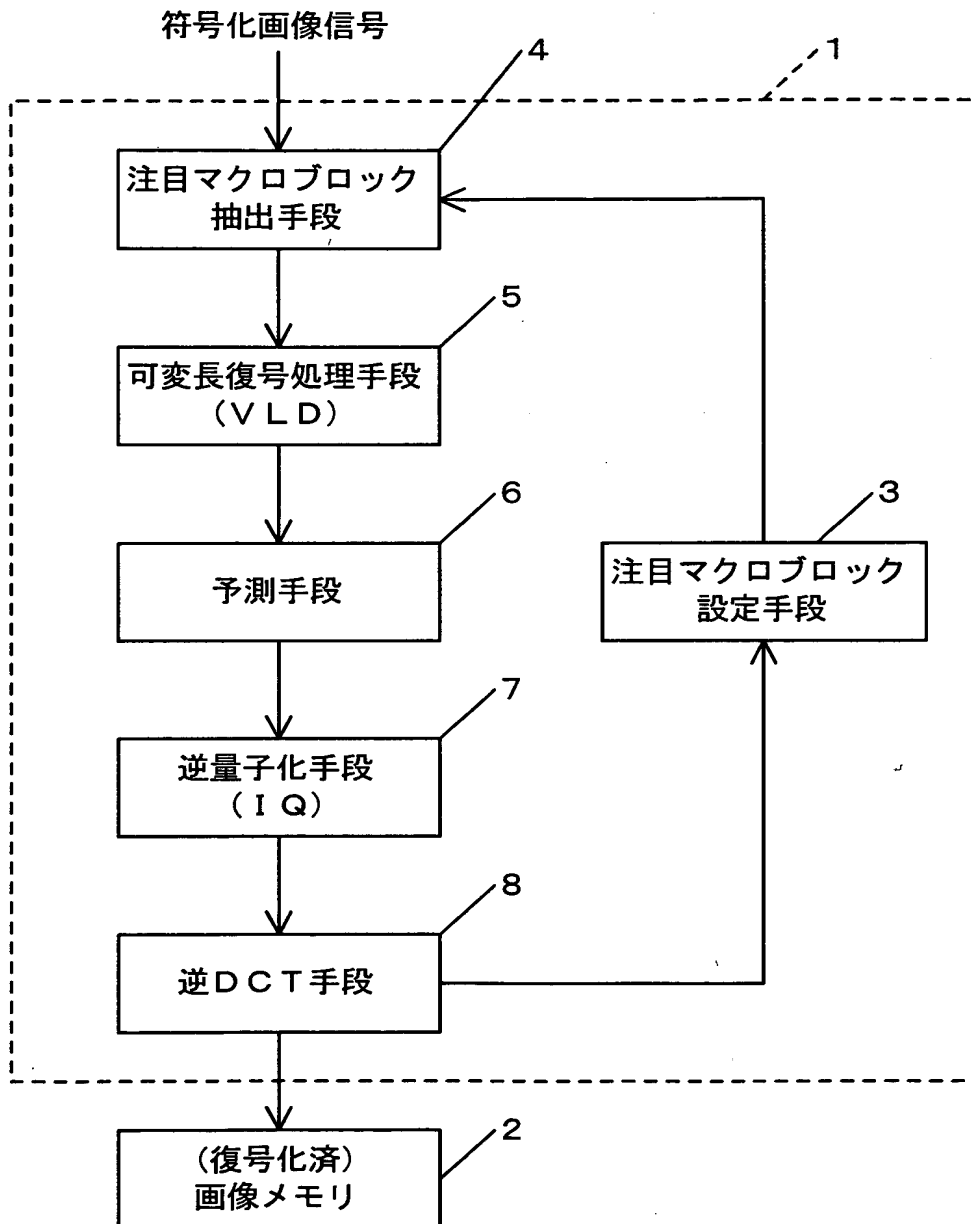 符号化画像信号
4
1
注目マクロブロック
抽出手段
5
可変長復号処理手段
(VLD)
6
予測手段
3
注目マクロブロック
設定手段
7
逆量子化手段
(IQ)
8
逆DCT手段
2
(復号化済)
画像メモリ